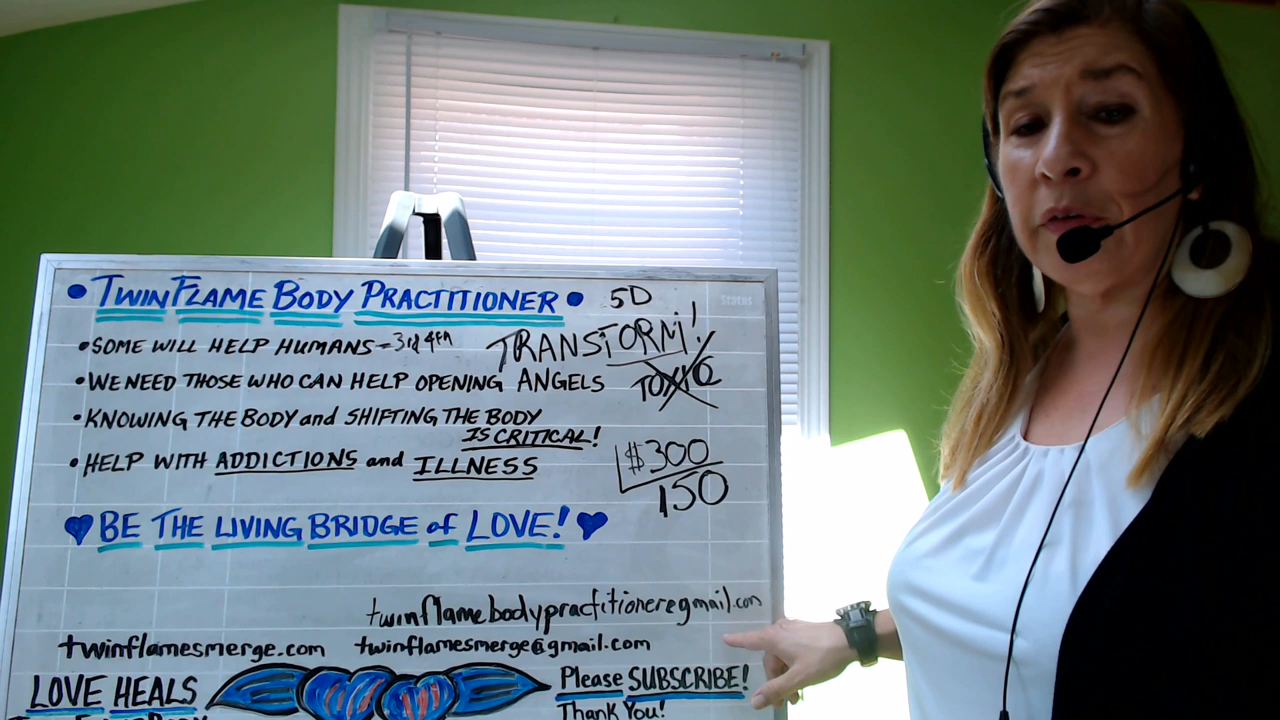 • TWIN FLAME BODY PRACTITIONER • 5D
Status
• SOME WILL HELP HUMANS - 3rd 4th
TRANSFORM!
• WE NEED THOSE WHO CAN HELP OPENING ANGELS
TOXIC
• KNOWING THE BODY and SHIFTING THE BODY
IS CRITICAL!
• HELP WITH ADDICTIONS and ILLNESS
$300
150
BE THE LIVING BRIDGE of LOVE!
twinflamebodypractitioner@gmail.com
twinflamesmerge.com twinflamesmerge@gmail.com
LOVE HEALS
Please SUBSCRIBE!
Thank You!